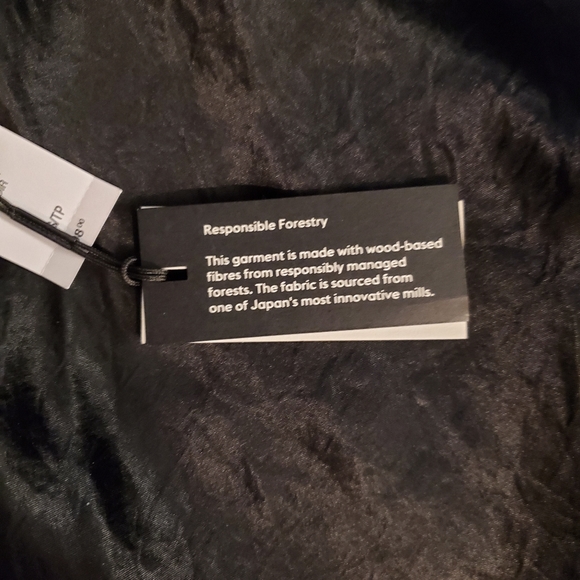 Responsible Forestry
This garment is made with wood-based
fibres from responsibly managed
forests. The fabric is sourced from
one of Japan's most innovative mills.